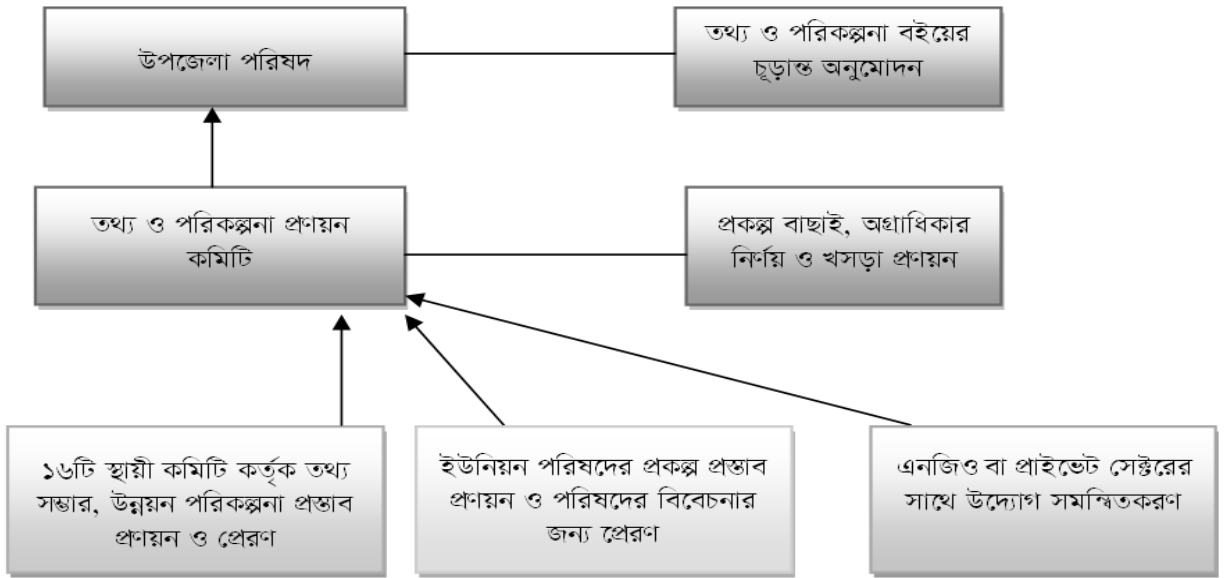 উপজেলা পরিষদ
তথ্য ও পরিকল্পনা বইয়ের
চূড়ান্ত অনুমোদন
তথ্য ও পরিকল্পনা প্রণয়ন
কমিটি
প্রকল্প বাছাই, অগ্রাধিকার
নির্ণয় ও খসড়া প্রণয়ন
১৬টি স্থায়ী কমিটি কর্তৃক তথ্য
সম্ভার, উন্নয়ন পরিকল্পনা প্রস্তাব
প্রণয়ন ও প্রেরণ
ইউনিয়ন পরিষদের প্রকল্প প্রস্তাব
প্রণয়ন ও পরিষদের বিবেচনার
জন্য প্রেরণ
এনজিও বা প্রাইভেট সেক্টরের
সাথে উদ্যোগ সমন্বিতকরণ